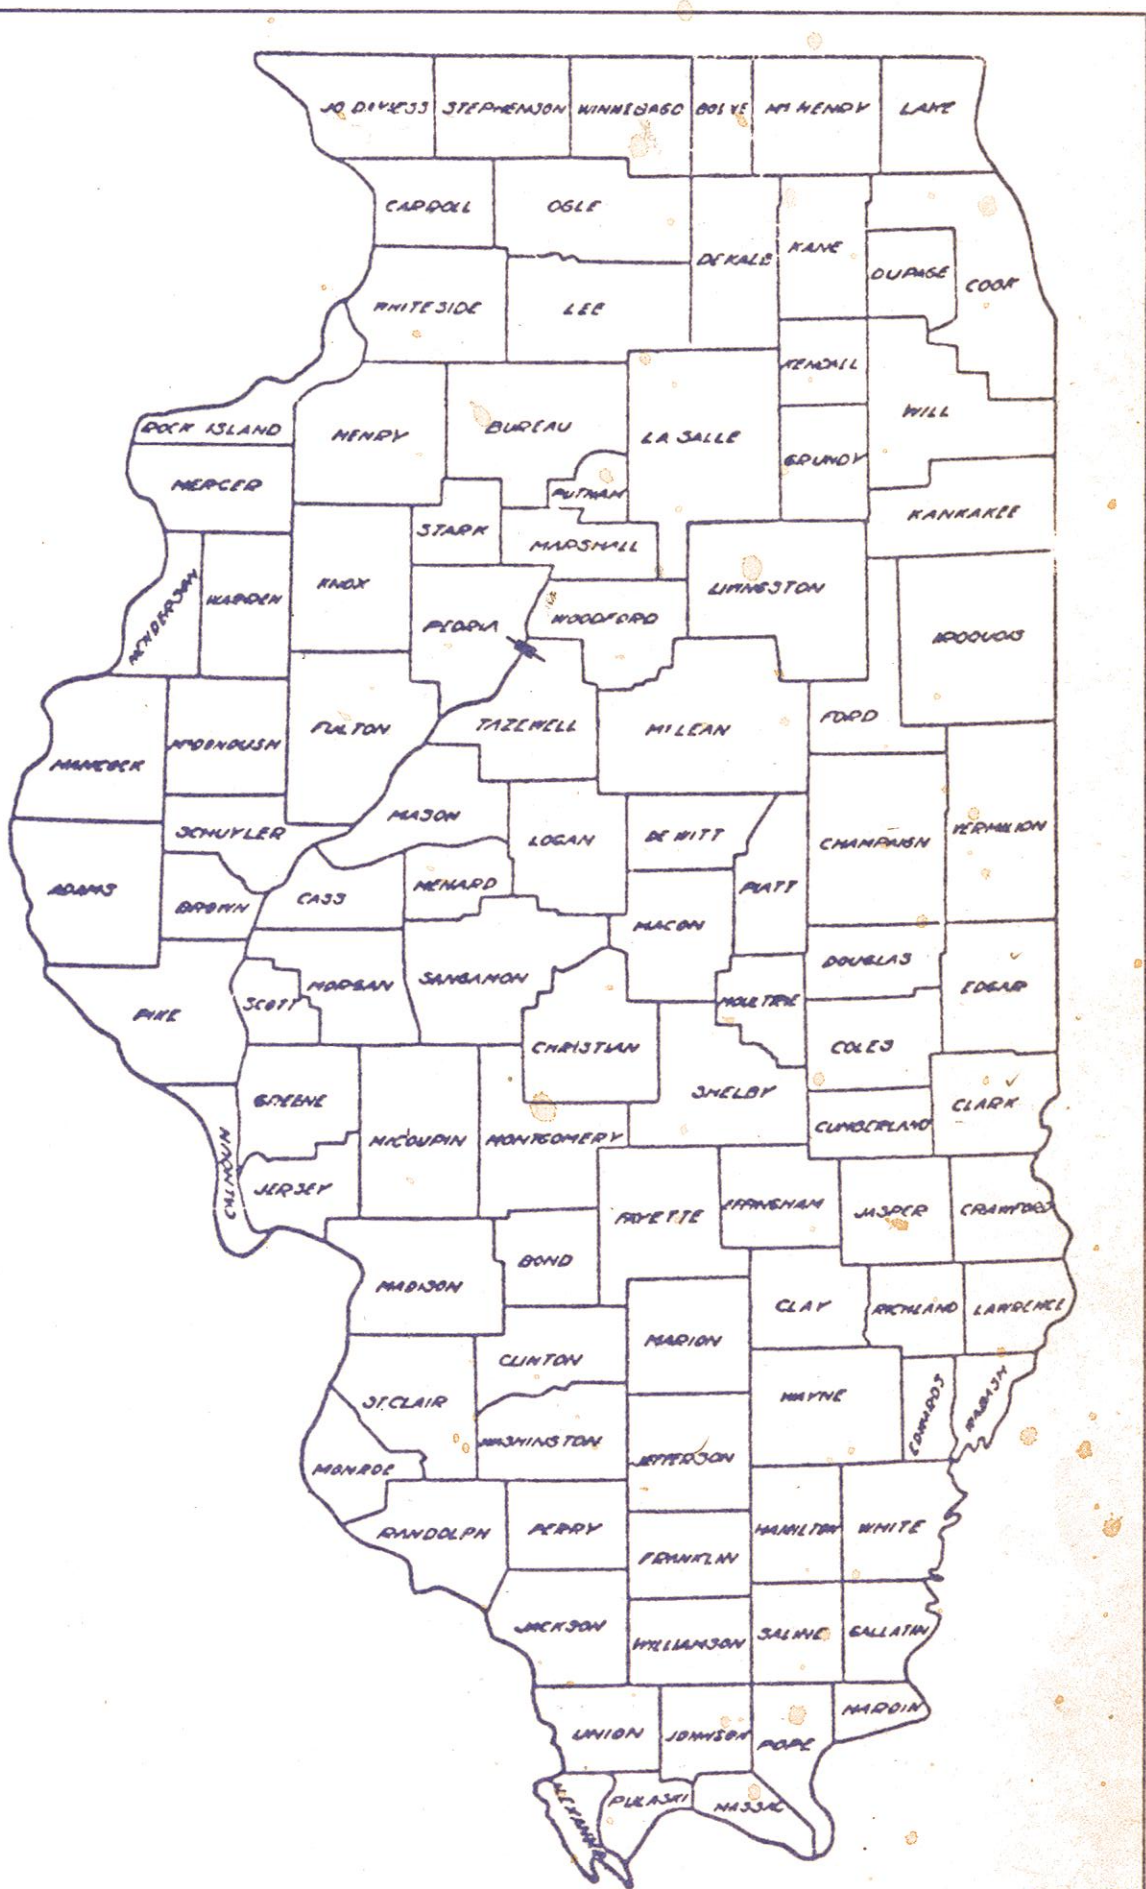 JO DAVIESS
STEPHENSON
WINNEBAGO
MCHENRY
LAKE
CARROLL
OGLE
DEKALB
KANE
DUPAGE
COOK
WHITESIDE
LEE
KENDALL
ROCK ISLAND
HENRY
BUREAU
LA SALLE
WILL
GRUNDY
MERCER
PUTNAM
KANKAKEE
STARK
MARSHALL
HENDERSON
WARREN
KNOX
PEORIA
WOODFORD
LIVINGSTON
IROQUOIS
HANCOCK
MCDONOUGH
FULTON
TAZEWELL
MCLEAN
FORD
SCHUYLER
MASON
LOGAN
DE WITT
CHAMPAIGN
VERMILION
ADAMS
BROWN
CASS
MENARD
PIATT
MACON
PIKE
SCOTT
MORGAN
SANGAMON
MOULTRIE
DOUGLAS
EDGAR
CHRISTIAN
COLES
GREENE
SHELBY
CUMBERLAND
CLARK
CALHOUN
JERSEY
MACOUPIN
MONTGOMERY
FAYETTE
EFFINGHAM
JASPER
CRAWFORD
MADISON
BOND
CLAY
RICHLAND
LAWRENCE
CLINTON
MARION
ST CLAIR
WAYNE
EDWARDS
WABASH
WASHINGTON
JEFFERSON
MONROE
RANDOLPH
PERRY
FRANKLIN
HAMILTON
WHITE
JACKSON
WILLIAMSON
SALINE
GALLATIN
UNION
JOHNSON
POPE
HARDIN
ALEXANDER
PULASKI
MASSAC